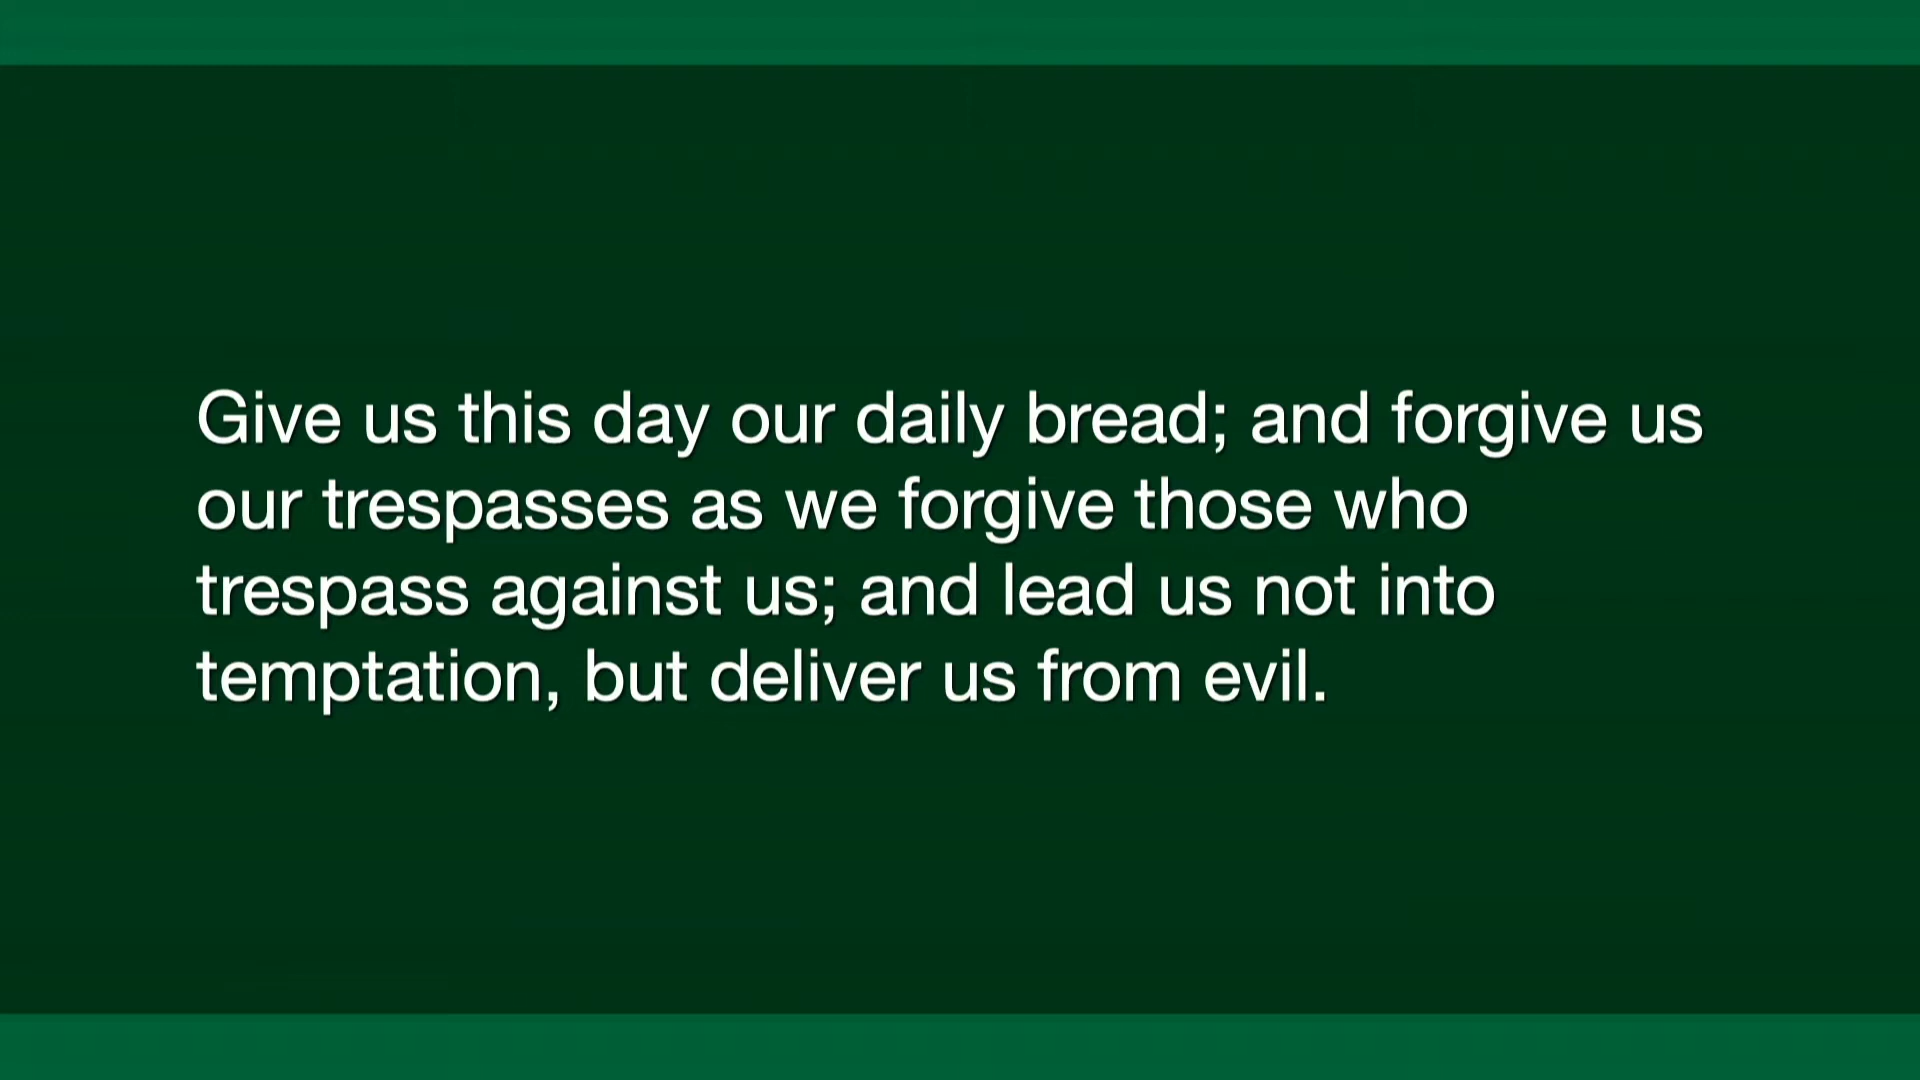 Give us this day our daily bread; and forgive us
our trespasses as we forgive those who
trespass against us; and lead us not into
temptation, but deliver us from evil.